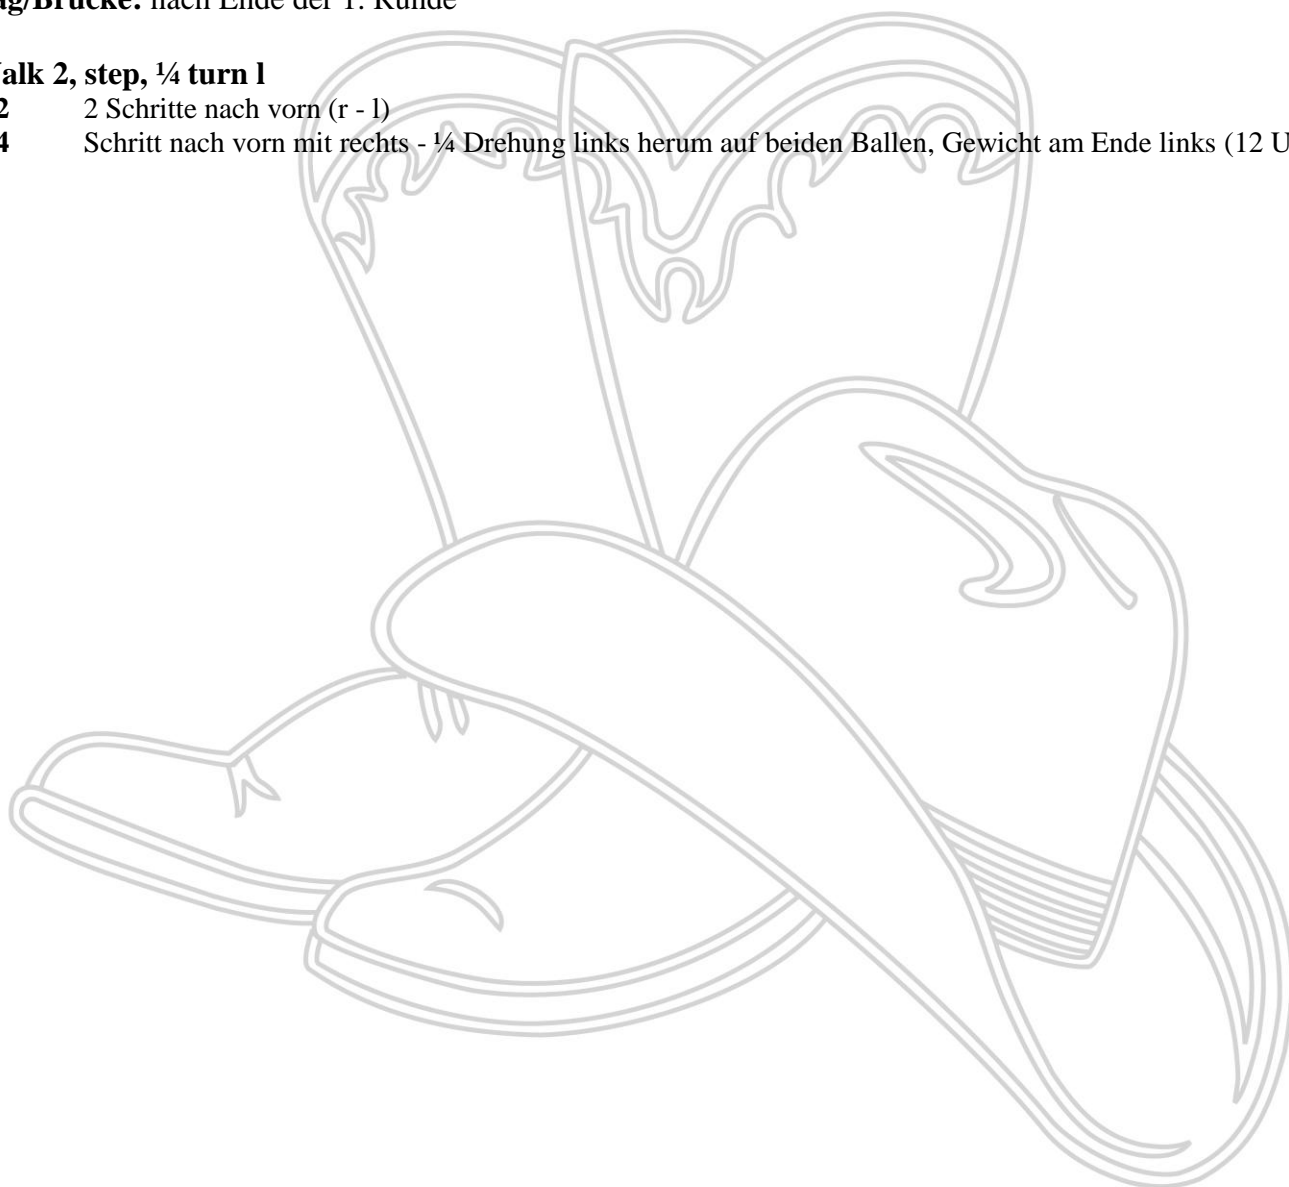 ag/Brücke: nach Ende der 1. Runde
alk 2, step, ¼ turn l
2 2 Schritte nach vorn (r - l)
4 Schritt nach vorn mit rechts - ¼ Drehung links herum auf beiden Ballen, Gewicht am Ende links (12 U